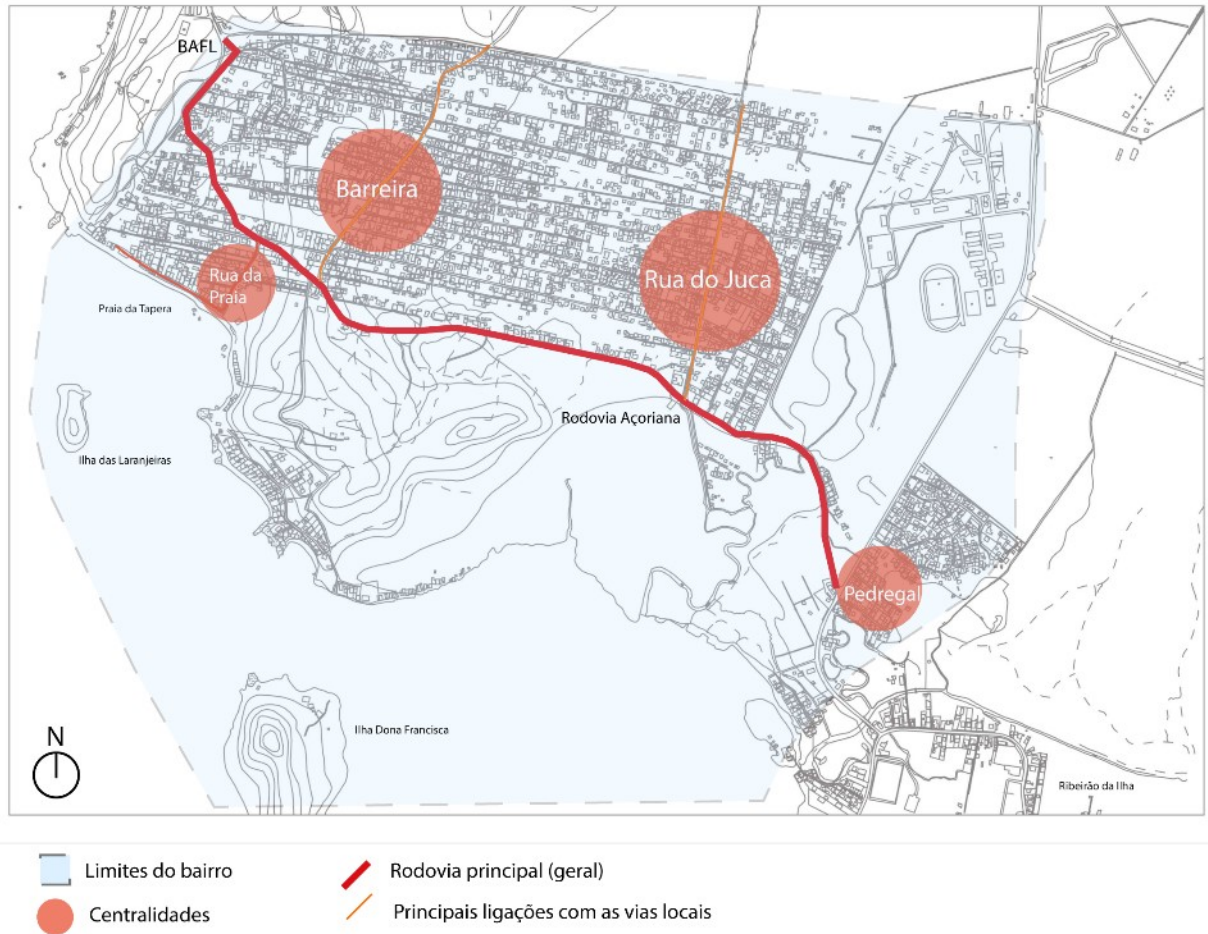 BAFL
Barreira
Rua da
Praia
Rua do Juca
Praia da Tapera
Rodovia Açoriana
Ilha das Laranjeiras
Pedregal
Ilha Dona Francisca
N
Ribeirão da Ilha
Limites do bairro
Rodovia principal (geral)
Centralidades
Principais ligações com as vias locais